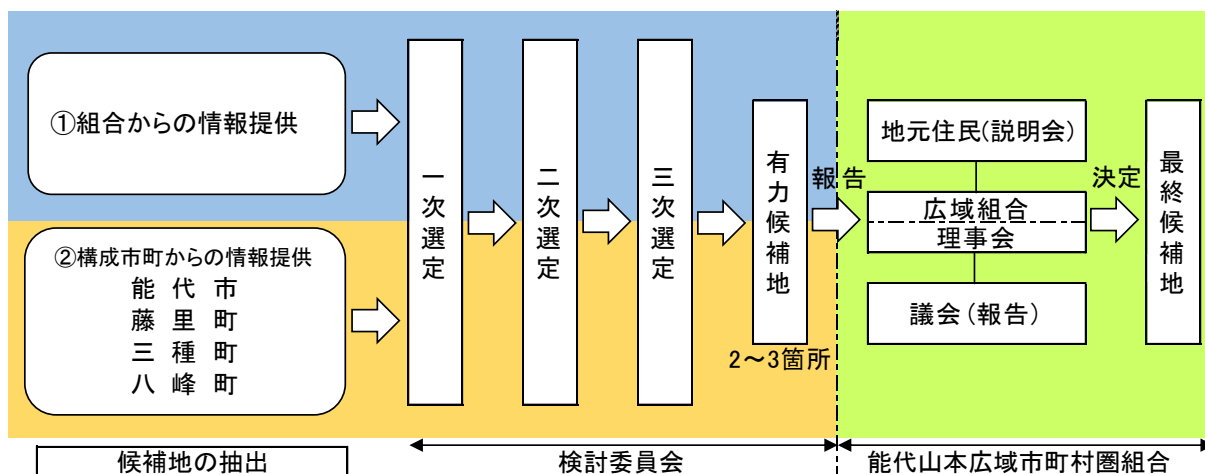 ①組合からの情報提供
②構成市町からの情報提供
能代市
藤里町
三種町
八峰町
候補地の抽出
一次選定
二次選定
三次選定
有力候補地
2～3箇所
検討委員会
報告
地元住民(説明会)
広域組合
理事会
議会(報告)
決定
最終候補地
能代山本広域市町村圏組合